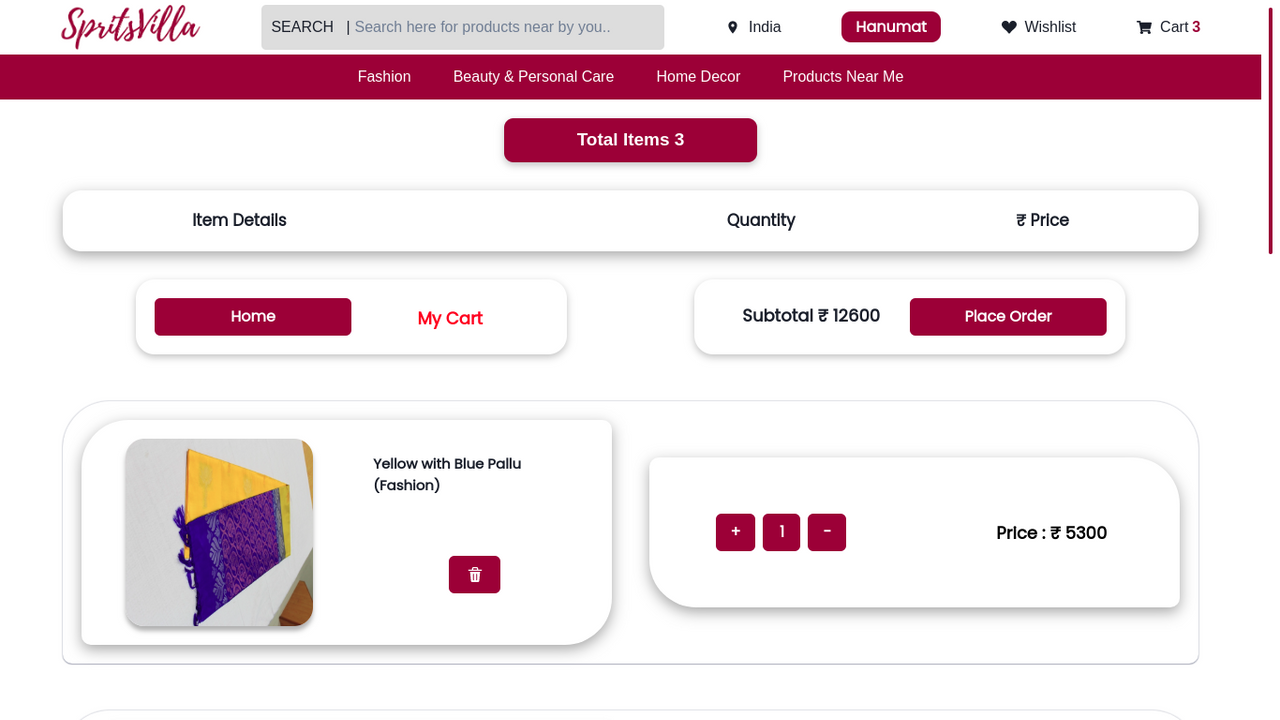 SpritsVilla
SEARCH | Search here for products near by you..
India
Hanumat
Wishlist
Cart 3
Fashion
Beauty & Personal Care
Home Decor
Products Near Me
Total Items 3
Item Details
Quantity
₹ Price
Home
My Cart
Subtotal ₹ 12600
Place Order
Yellow with Blue Pallu
(Fashion)
+ 1 -
Price : ₹ 5300